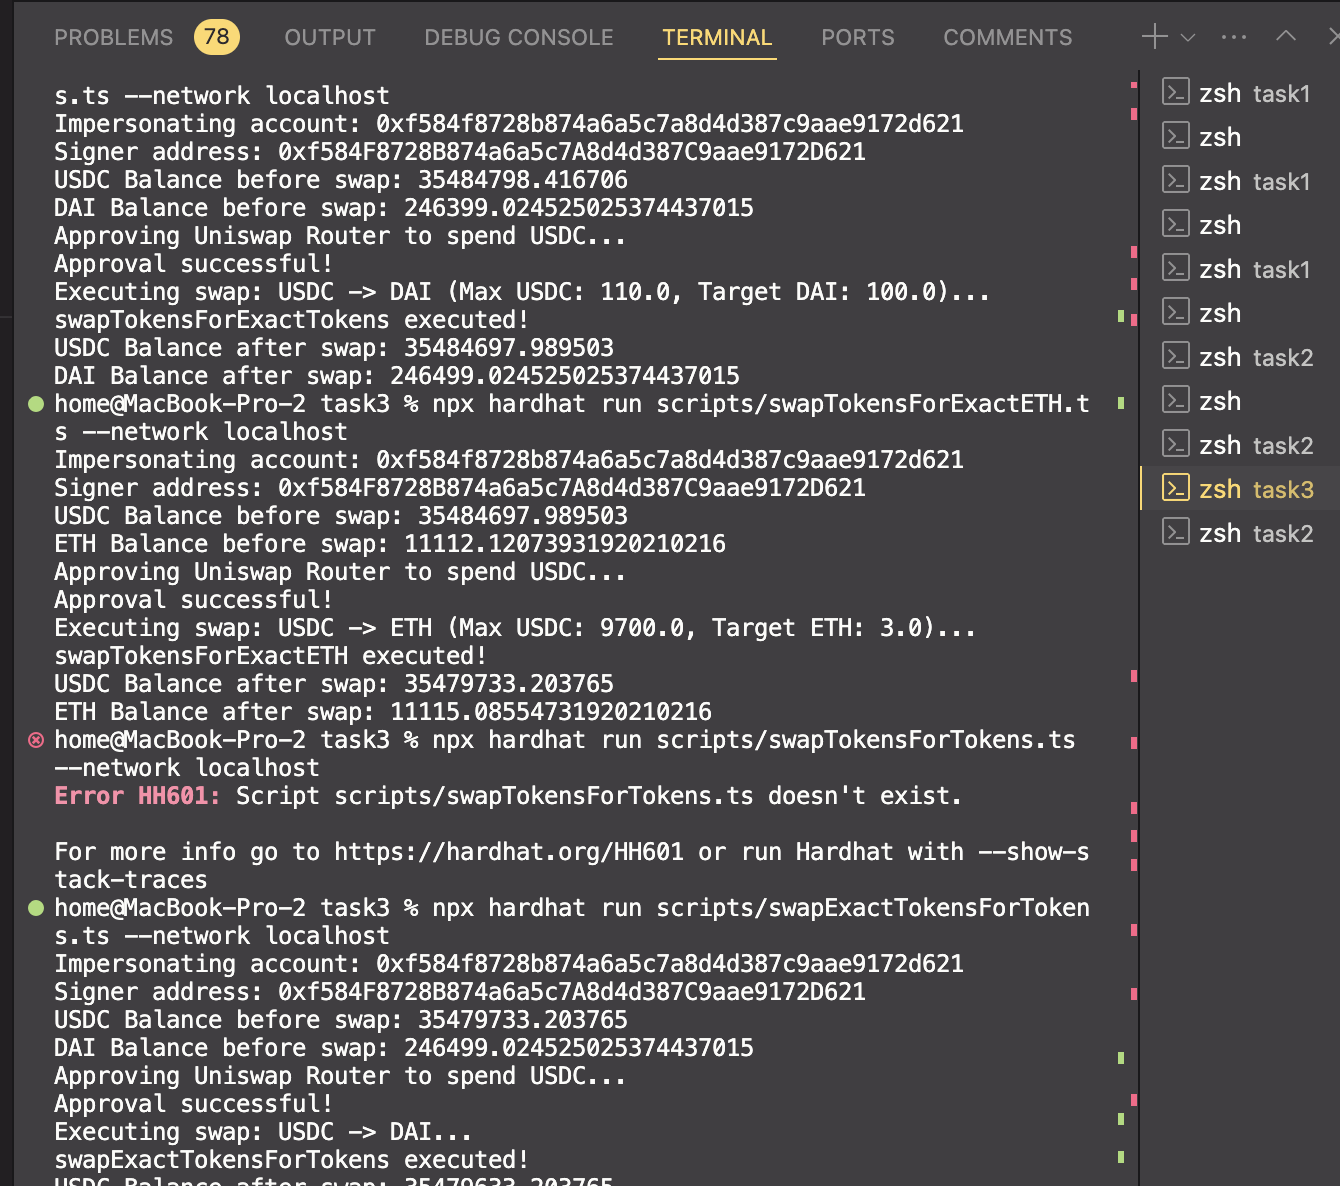 PROBLEMS 78 OUTPUT DEBUG CONSOLE TERMINAL PORTS COMMENTS
s.ts --network localhost
Impersonating account: 0xf584f8728b874a6a5c7a8d4d387c9aae9172d621
Signer address: 0xf584F8728B874a6a5c7A8d4d387C9aae9172D621
USDC Balance before swap: 35484798.416706
DAI Balance before swap: 246399.024525025374437015
Approving Uniswap Router to spend USDC...
Approval successful!
Executing swap: USDC -> DAI (Max USDC: 110.0, Target DAI: 100.0)...
swapTokensForExactTokens executed!
USDC Balance after swap: 35484697.989503
DAI Balance after swap: 246499.024525025374437015
home@MacBook-Pro-2 task3 % npx hardhat run scripts/swapTokensForExactETH.t
s --network localhost
Impersonating account: 0xf584f8728b874a6a5c7a8d4d387c9aae9172d621
Signer address: 0xf584F8728B874a6a5c7A8d4d387C9aae9172D621
USDC Balance before swap: 35484697.989503
ETH Balance before swap: 11112.12073931920210216
Approving Uniswap Router to spend USDC...
Approval successful!
Executing swap: USDC -> ETH (Max USDC: 9700.0, Target ETH: 3.0)...
swapTokensForExactETH executed!
USDC Balance after swap: 35479733.203765
ETH Balance after swap: 11115.08554731920210216
home@MacBook-Pro-2 task3 % npx hardhat run scripts/swapTokensForTokens.ts
--network localhost
Error HH601: Script scripts/swapTokensForTokens.ts doesn't exist.
For more info go to https://hardhat.org/HH601 or run Hardhat with --show-s
tack-traces
home@MacBook-Pro-2 task3 % npx hardhat run scripts/swapExactTokensForToken
s.ts --network localhost
Impersonating account: 0xf584f8728b874a6a5c7a8d4d387c9aae9172d621
Signer address: 0xf584F8728B874a6a5c7A8d4d387C9aae9172D621
USDC Balance before swap: 35479733.203765
DAI Balance before swap: 246499.024525025374437015
Approving Uniswap Router to spend USDC...
Approval successful!
Executing swap: USDC -> DAI...
swapExactTokensForTokens executed!
USDC Balance after swap: 35479633.203765
zsh task1
zsh
zsh task1
zsh
zsh task1
zsh
zsh task2
zsh
zsh task2
zsh task3
zsh task2